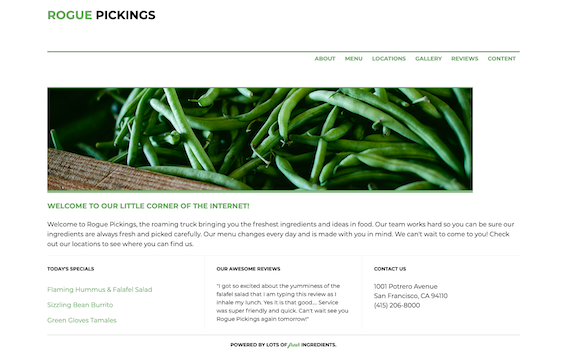 ROGUE PICKINGS
ABOUT MENU LOCATIONS GALLERY REVIEWS CONTENT
WELCOME TO OUR LITTLE CORNER OF THE INTERNET!
Welcome to Rogue Pickings, the roaming truck bringing you the freshest ingredients and ideas in food. Our team works hard so you can be sure our
ingredients are always fresh and picked carefully. Our menu changes every day and is made with you in mind. We can't wait to come to you! Check
out our locations to see where you can find us.
TODAY'S SPECIALS
Flaming Hummus & Falafel Salad
Sizzling Bean Burrito
Green Gloves Tamales
OUR AWESOME REVIEWS
"I got so excited about the yumminess of the
falafel salad that I am typing this review as I
inhale my lunch. Yes it is that good.... Service
was super friendly and quick. Can't wait see you
Rogue Pickings again tomorrow!"
CONTACT US
1001 Potrero Avenue
San Francisco, CA 94110
(415) 206-8000
POWERED BY LOTS OF fresh INGREDIENTS.